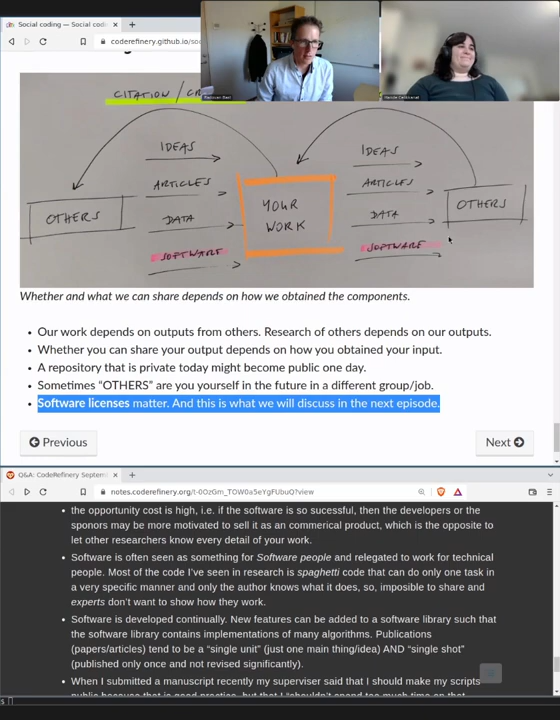 Social coding — Social codi
coderefinery.github.io/soc
CITATION / CR
IDEAS
ARTICLES
DATA
SOFTWARE
OTHERS
YOUR
WORK
IDEAS
ARTICLES
DATA
SOFTWARE
OTHERS
Whether and what we can share depends on how we obtained the components.
• Our work depends on outputs from others. Research of others depends on our outputs.
• Whether you can share your output depends on how you obtained your input.
• A repository that is private today might become public one day.
• Sometimes “OTHERS” are you yourself in the future in a different group/job.
• Software licenses matter. And this is what we will discuss in the next episode.
Previous
Next
Q&A: CodeRefinery Septem
notes.coderefinery.org/t-0OzGm_TOW0a5eYgFUbuQ?view
the opportunity cost is high, i.e. if the software is so sucessful, then the developers or the
sponors may be more motivated to sell it as an commerical product, which is the opposite to
let other researchers know every detail of your work.
• Software is often seen as something for Software people and relegated to work for technical
people. Most of the code I've seen in research is spaghetti code that can do only one task in
a very specific manner and only the author knows what it does, so, imposible to share and
experts don't want to show how they work.
• Software is developed continually. New features can be added to a software library such that
the software library contains implementations of many algorithms. Publications
(papers/articles) tend to be a “single unit” (just one main thing/idea) AND “single shot”
(published only once and not revised significantly).
• When I submitted a manuscript recently my supervisor said that I should make my scripts